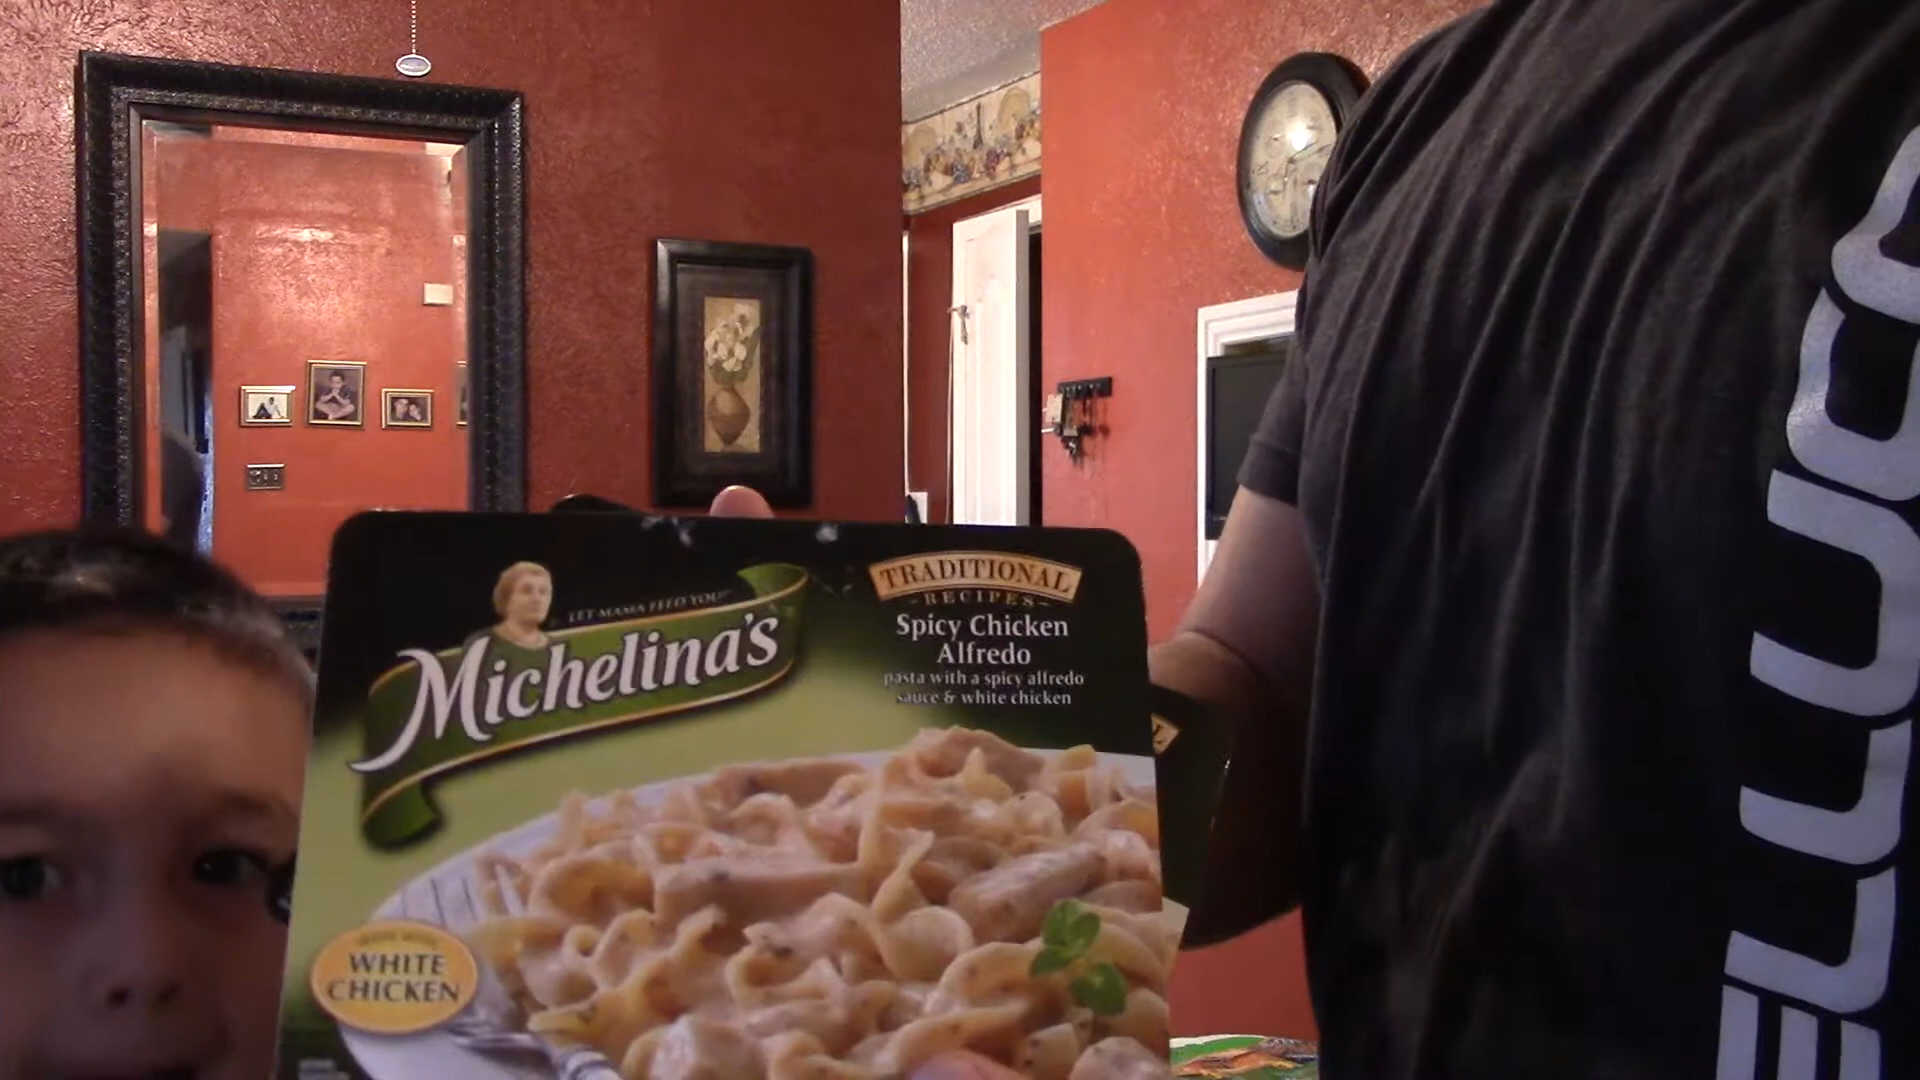 LET MAMA FEED YOU!
Michelina's
TRADITIONAL
RECIPES
Spicy Chicken
Alfredo
pasta with a spicy alfredo
sauce & white chicken
WHITE
CHICKEN